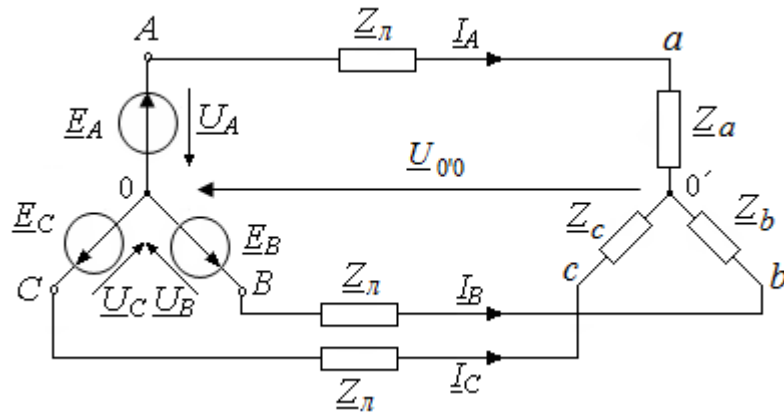 A Z_л I_A a
E_A U_A Z_a
U_0'0
0 0´
E_C E_B Z_c Z_b
C U_C U_B B Z_л I_B c b
Z_л I_C